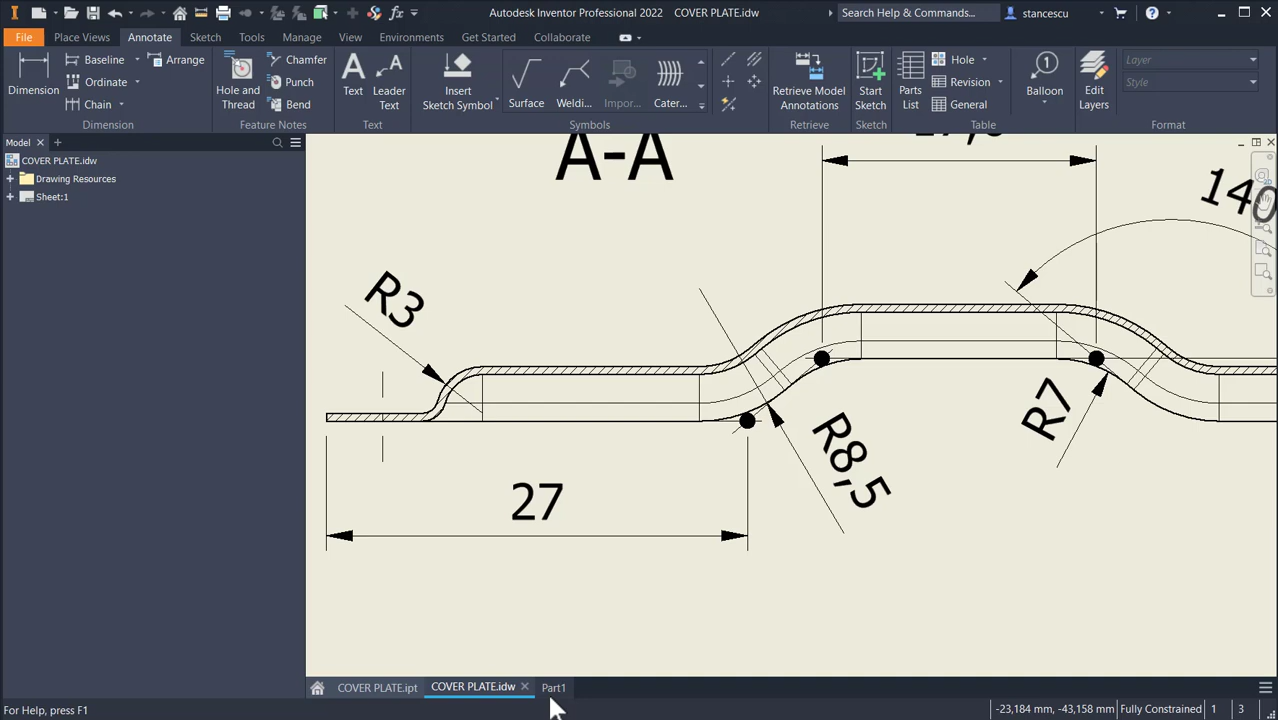 Autodesk Inventor Professional 2022 COVER PLATE.idw
Search Help & Commands...
stancescu
File Place Views Annotate Sketch Tools Manage View Environments Get Started Collaborate
Dimension
Baseline
Ordinate
Chain
Arrange
Dimension
Hole and
Thread
Chamfer
Punch
Bend
Feature Notes
Text
Leader
Text
Text
Insert
Sketch Symbol
Surface
Weldi...
Impor...
Cater...
Symbols
Retrieve Model
Annotations
Retrieve
Start
Sketch
Sketch
Parts
List
Hole
Revision
General
Table
Balloon
Edit
Layers
Layer
Style
Format
Model
COVER PLATE.idw
Drawing Resources
Sheet:1
A-A
140
R3
R7
R8,5
27
COVER PLATE.ipt COVER PLATE.idw Part1
For Help, press F1
-23,184 mm, -43,158 mm Fully Constrained 1 3